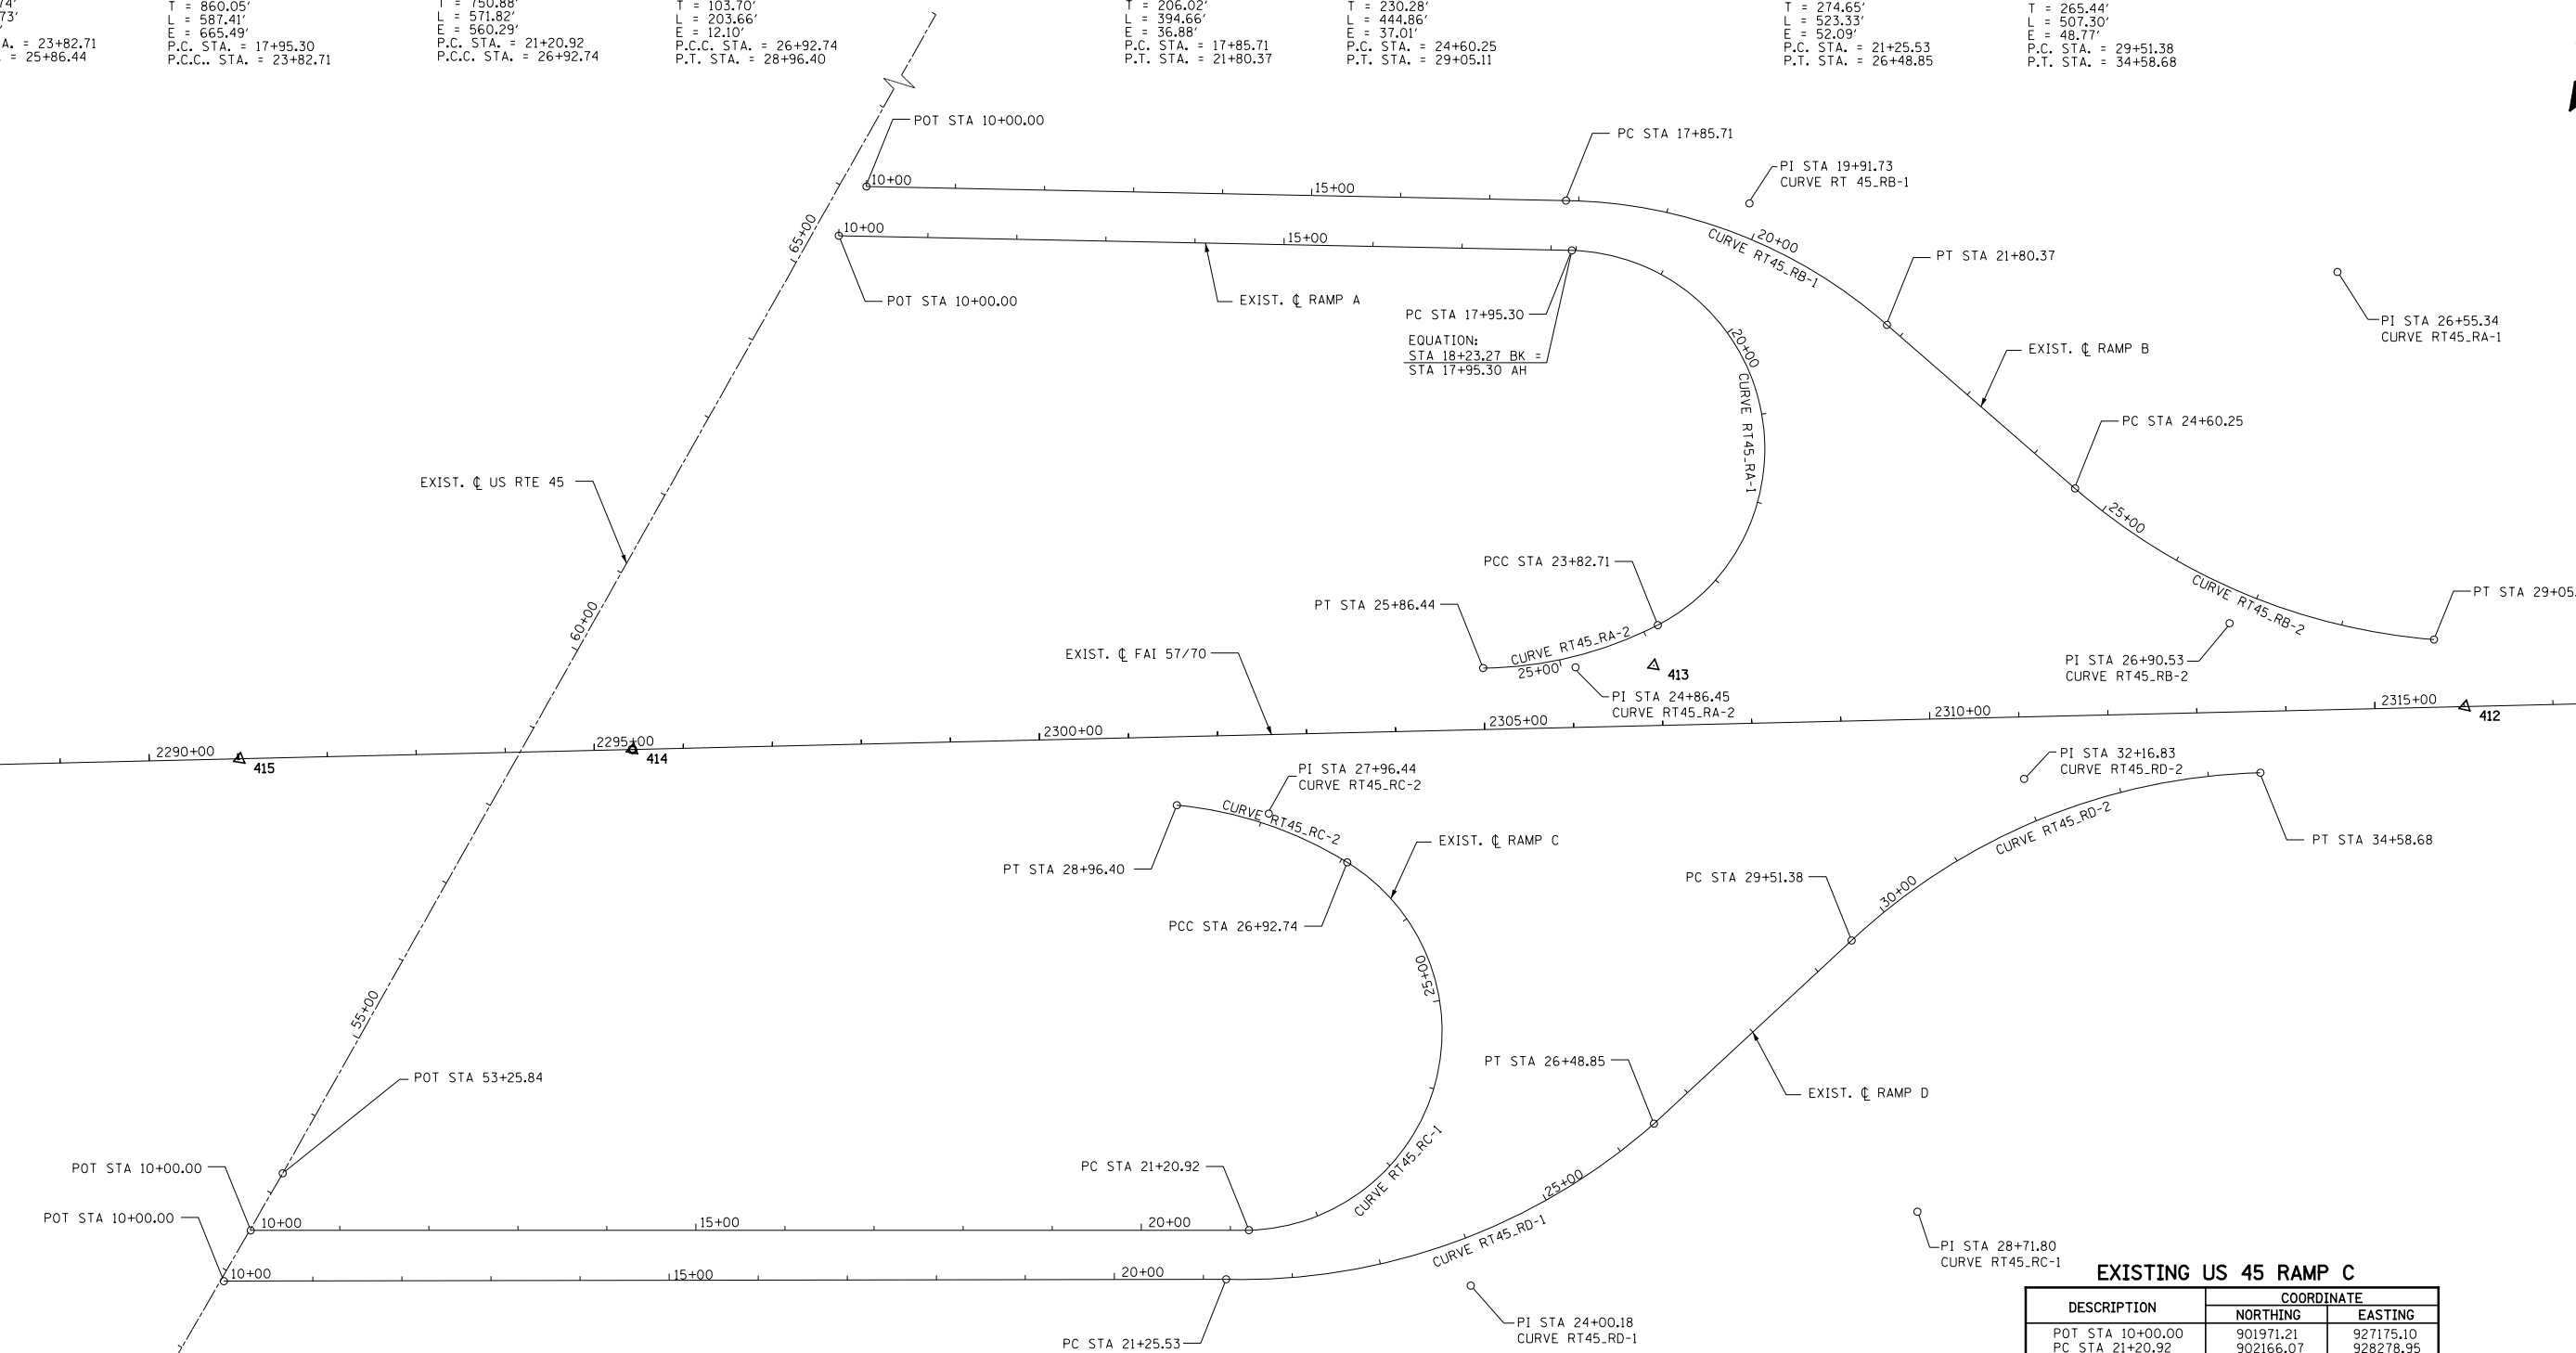 T = 860.05'
L = 587.41'
E = 665.49'
P.C. STA. = 17+95.30
P.C.C.. STA. = 23+82.71
= 23+82.71
= 25+86.44
T = 750.88'
L = 571.82'
E = 560.29'
P.C. STA. = 21+20.92
P.C.C. STA. = 26+92.74
T = 103.70'
L = 203.66'
E = 12.10'
P.C.C. STA. = 26+92.74
P.T. STA. = 28+96.40
T = 206.02'
L = 394.66'
E = 36.88'
P.C. STA. = 17+85.71
P.T. STA. = 21+80.37
T = 230.28'
L = 444.86'
E = 37.01'
P.C. STA. = 24+60.25
P.T. STA. = 29+05.11
T = 274.65'
L = 523.33'
E = 52.09'
P.C. STA. = 21+25.53
P.T. STA. = 26+48.85
T = 265.44'
L = 507.30'
E = 48.77'
P.C. STA. = 29+51.38
P.T. STA. = 34+58.68
POT STA 10+00.00
PC STA 17+85.71
PI STA 19+91.73
CURVE RT 45_RB-1
10+00
15+00
65+00
10+00
15+00
CURVE RT45_RB-1
20+00
PT STA 21+80.37
POT STA 10+00.00
EXIST. ℄ RAMP A
PC STA 17+95.30
EQUATION:
STA 18+23.27 BK =
STA 17+95.30 AH
20+00
CURVE RT45_RA-1
PI STA 26+55.34
CURVE RT45_RA-1
EXIST. ℄ RAMP B
PC STA 24+60.25
EXIST. ℄ US RTE 45
25+00
PCC STA 23+82.71
CURVE RT45_RB-2
PT STA 29+05.
PT STA 25+86.44
60+00
CURVE RT45_RA-2
25+00
EXIST. ℄ FAI 57/70
413
PI STA 26+90.53
CURVE RT45_RB-2
PI STA 24+86.45
CURVE RT45_RA-2
2290+00
2295+00
2300+00
2305+00
2310+00
2315+00
415
414
412
PI STA 27+96.44
CURVE RT45_RC-2
PI STA 32+16.83
CURVE RT45_RD-2
CURVE RT45_RC-2
EXIST. ℄ RAMP C
CURVE RT45_RD-2
PT STA 34+58.68
PT STA 28+96.40
PC STA 29+51.38
30+00
PCC STA 26+92.74
25+00
55+00
PT STA 26+48.85
POT STA 53+25.84
EXIST. ℄ RAMP D
POT STA 10+00.00
PC STA 21+20.92
CURVE RT45_RC-1
25+00
POT STA 10+00.00
10+00
15+00
20+00
CURVE RT45_RD-1
PI STA 28+71.80
CURVE RT45_RC-1
10+00
15+00
20+00
PI STA 24+00.18
CURVE RT45_RD-1
PC STA 21+25.53
EXISTING US 45 RAMP C
DESCRIPTION
COORDINATE
NORTHING EASTING
POT STA 10+00.00 901971.21 927175.10
PC STA 21+20.92 902166.07 928278.95